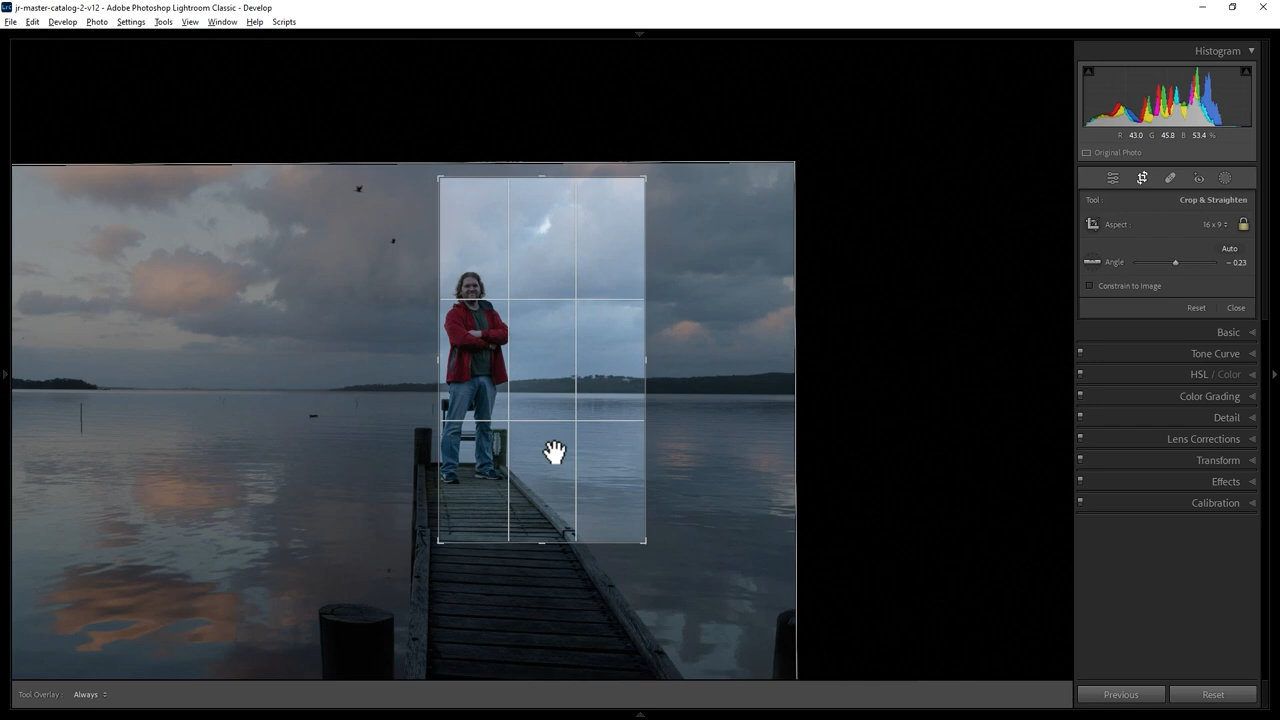 jr-master-catalog-2-v12 - Adobe Photoshop Lightroom Classic - Develop
File Edit Develop Photo Settings Tools View Window Help Scripts
Histogram
R 43.0 G 45.8 B 53.4 %
Original Photo
Tool : Crop & Straighten
Aspect : 16 x 9
Auto
Angle - 0.23
Constrain to Image
Reset Close
Basic
Tone Curve
HSL / Color
Color Grading
Detail
Lens Corrections
Transform
Effects
Calibration
Tool Overlay : Always
Previous Reset